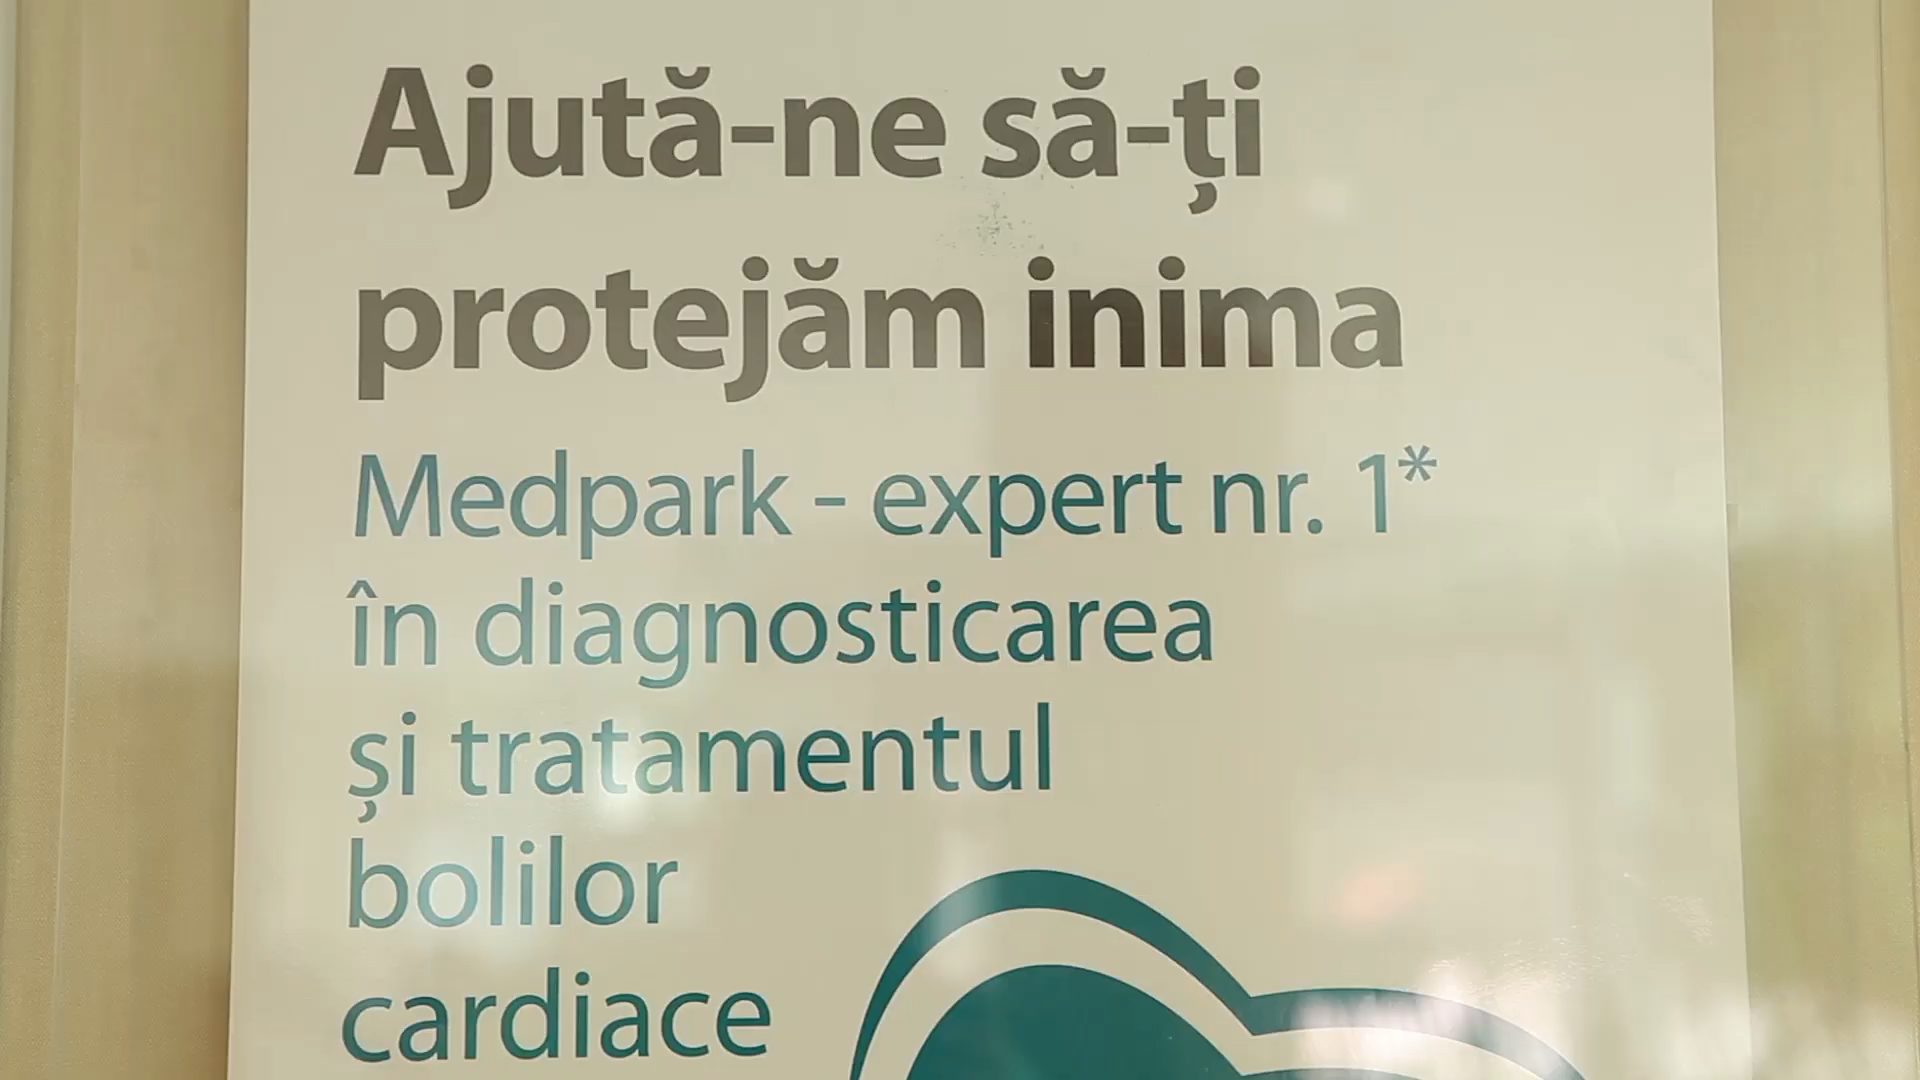 Ajută-ne să-ți
protejăm inima
Medpark - expert nr. 1*
în diagnosticarea
și tratamentul
bolilor
cardiace